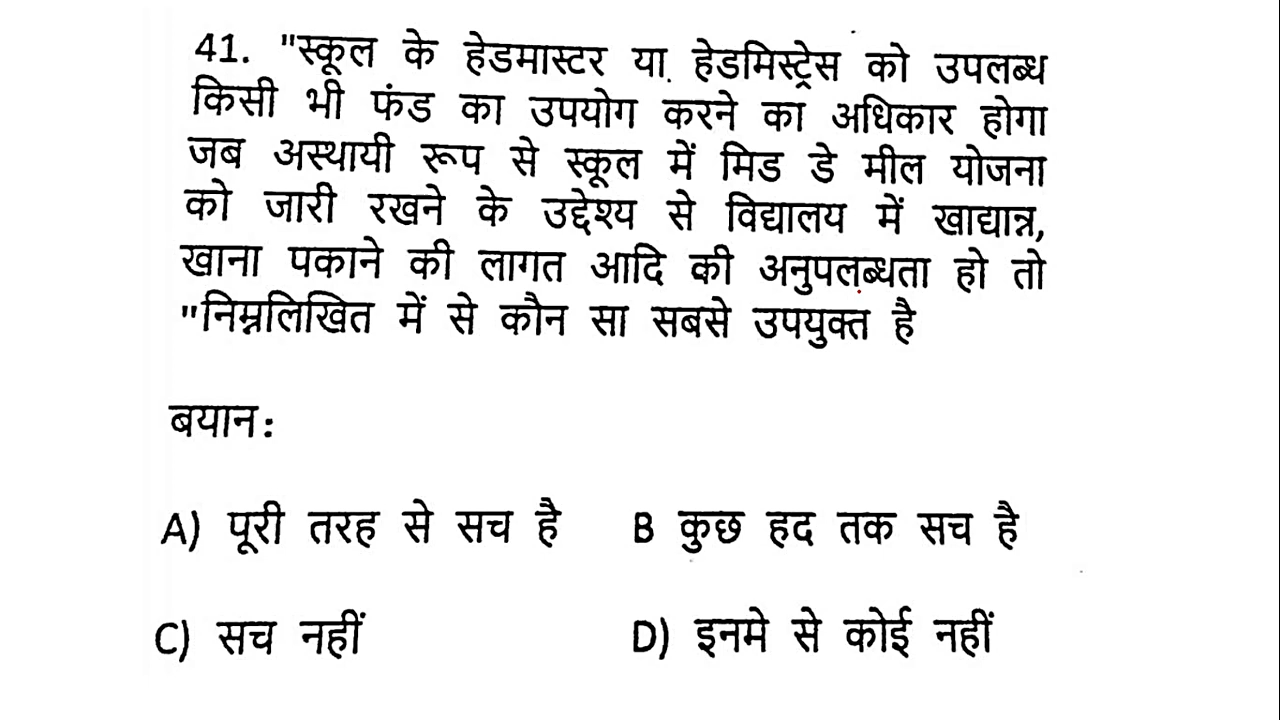 41. "स्कूल के हेडमास्टर या हेडमिस्ट्रेस को उपलब्ध
किसी भी फंड का उपयोग करने का अधिकार होगा
जब अस्थायी रूप से स्कूल में मिड डे मील योजना
को जारी रखने के उद्देश्य से विद्यालय में खाद्यान्न,
खाना पकाने की लागत आदि की अनुपलब्धता हो तो
"निम्नलिखित में से कौन सा सबसे उपयुक्त है
बयान:
A) पूरी तरह से सच है B कुछ हद तक सच है
C) सच नहीं D) इनमे से कोई नहीं